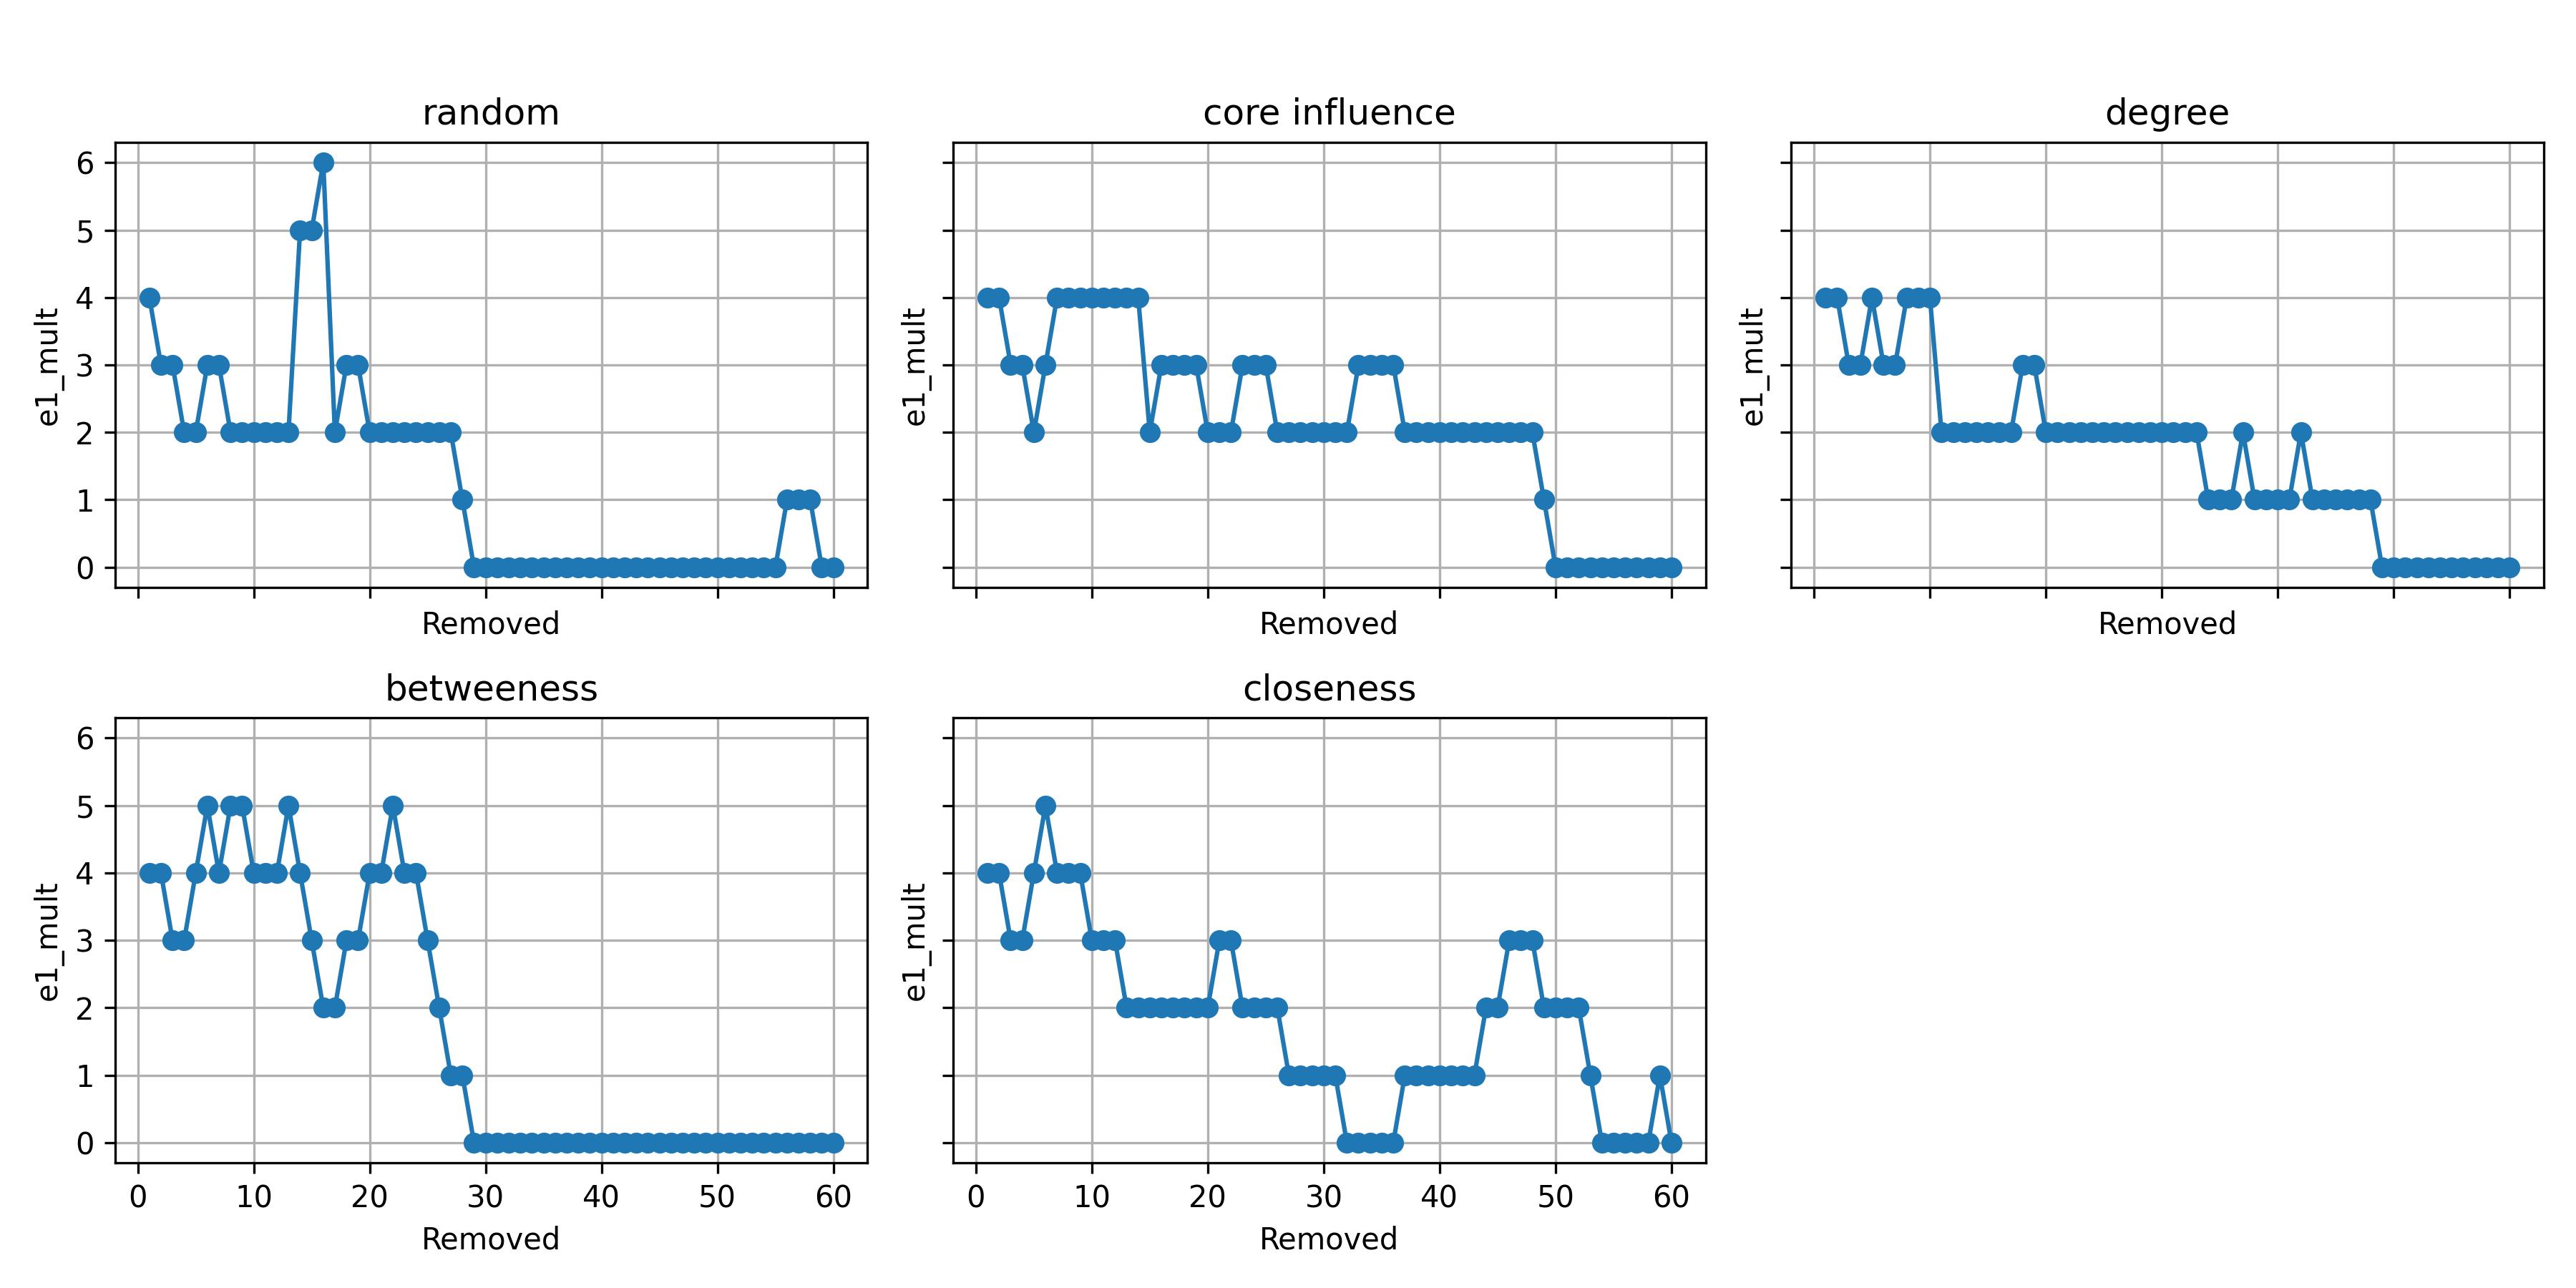 random
6
5
4
3
2
1
0
e1_mult
Removed
core influence
e1_mult
Removed
degree
e1_mult
Removed
betweeness
6
5
4
3
2
1
0
e1_mult
0 10 20 30 40 50 60
Removed
closeness
e1_mult
0 10 20 30 40 50 60
Removed